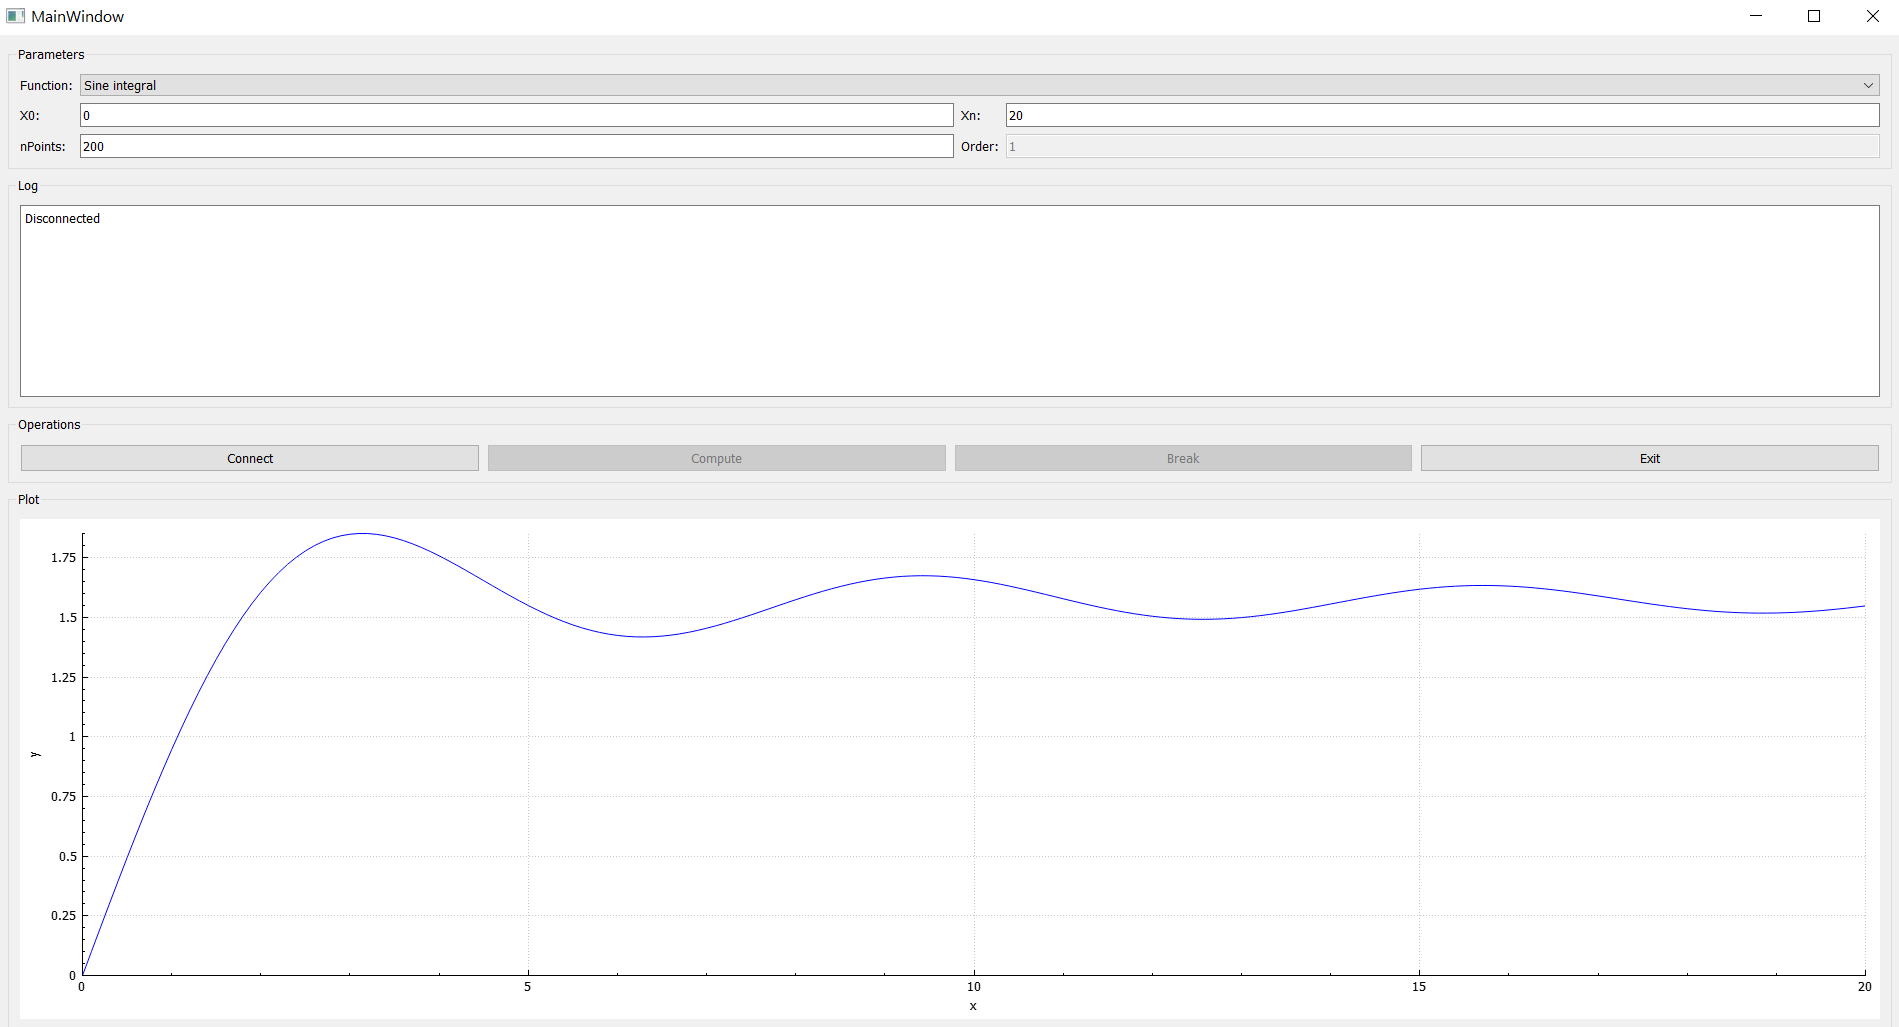 MainWindow
Parameters
Function: Sine integral
X0: 0 Xn: 20
nPoints: 200 Order: 1
Log
Disconnected
Operations
Connect Compute Break Exit
Plot
1.75
1.5
1.25
1
0.75
0.5
0.25
0
y
0 5 10 15 20
x